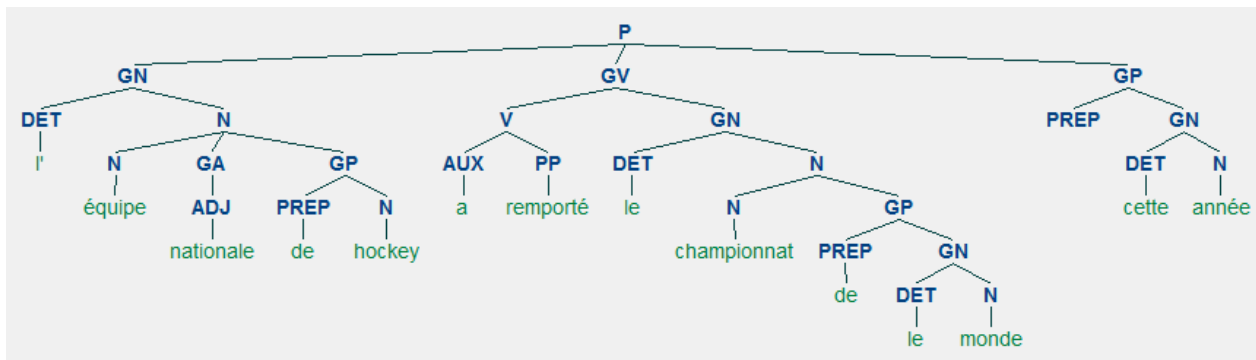 P
GN GV GP
DET N V GN PREP GN
l' N GA GP AUX PP DET N DET N
équipe ADJ PREP N a remporté le N GP cette année
nationale de hockey championnat PREP GN
de DET N
le monde